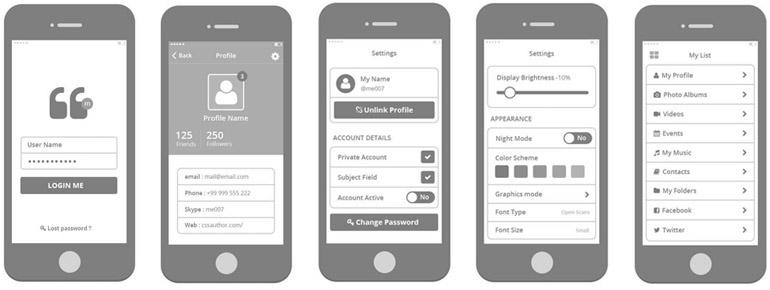 m
User Name
LOGIN ME
Lost password ?
Back
Profile
3
Profile Name
125
Friends
250
Followers
email : mail@email.com
Phone : +99 999 555 222
Skype : me007
Web : cssauthor.com/
Settings
My Name
@me007
Unlink Profile
ACCOUNT DETAILS
Private Account
Subject Field
Account Active
No
Change Password
Settings
Display Brightness -10%
APPEARANCE
Night Mode
No
Color Scheme
Graphics mode
Font Type
Open Sans
Font Size
Small
My List
My Profile
Photo Albums
Videos
Events
My Music
Contacts
My Folders
Facebook
Twitter